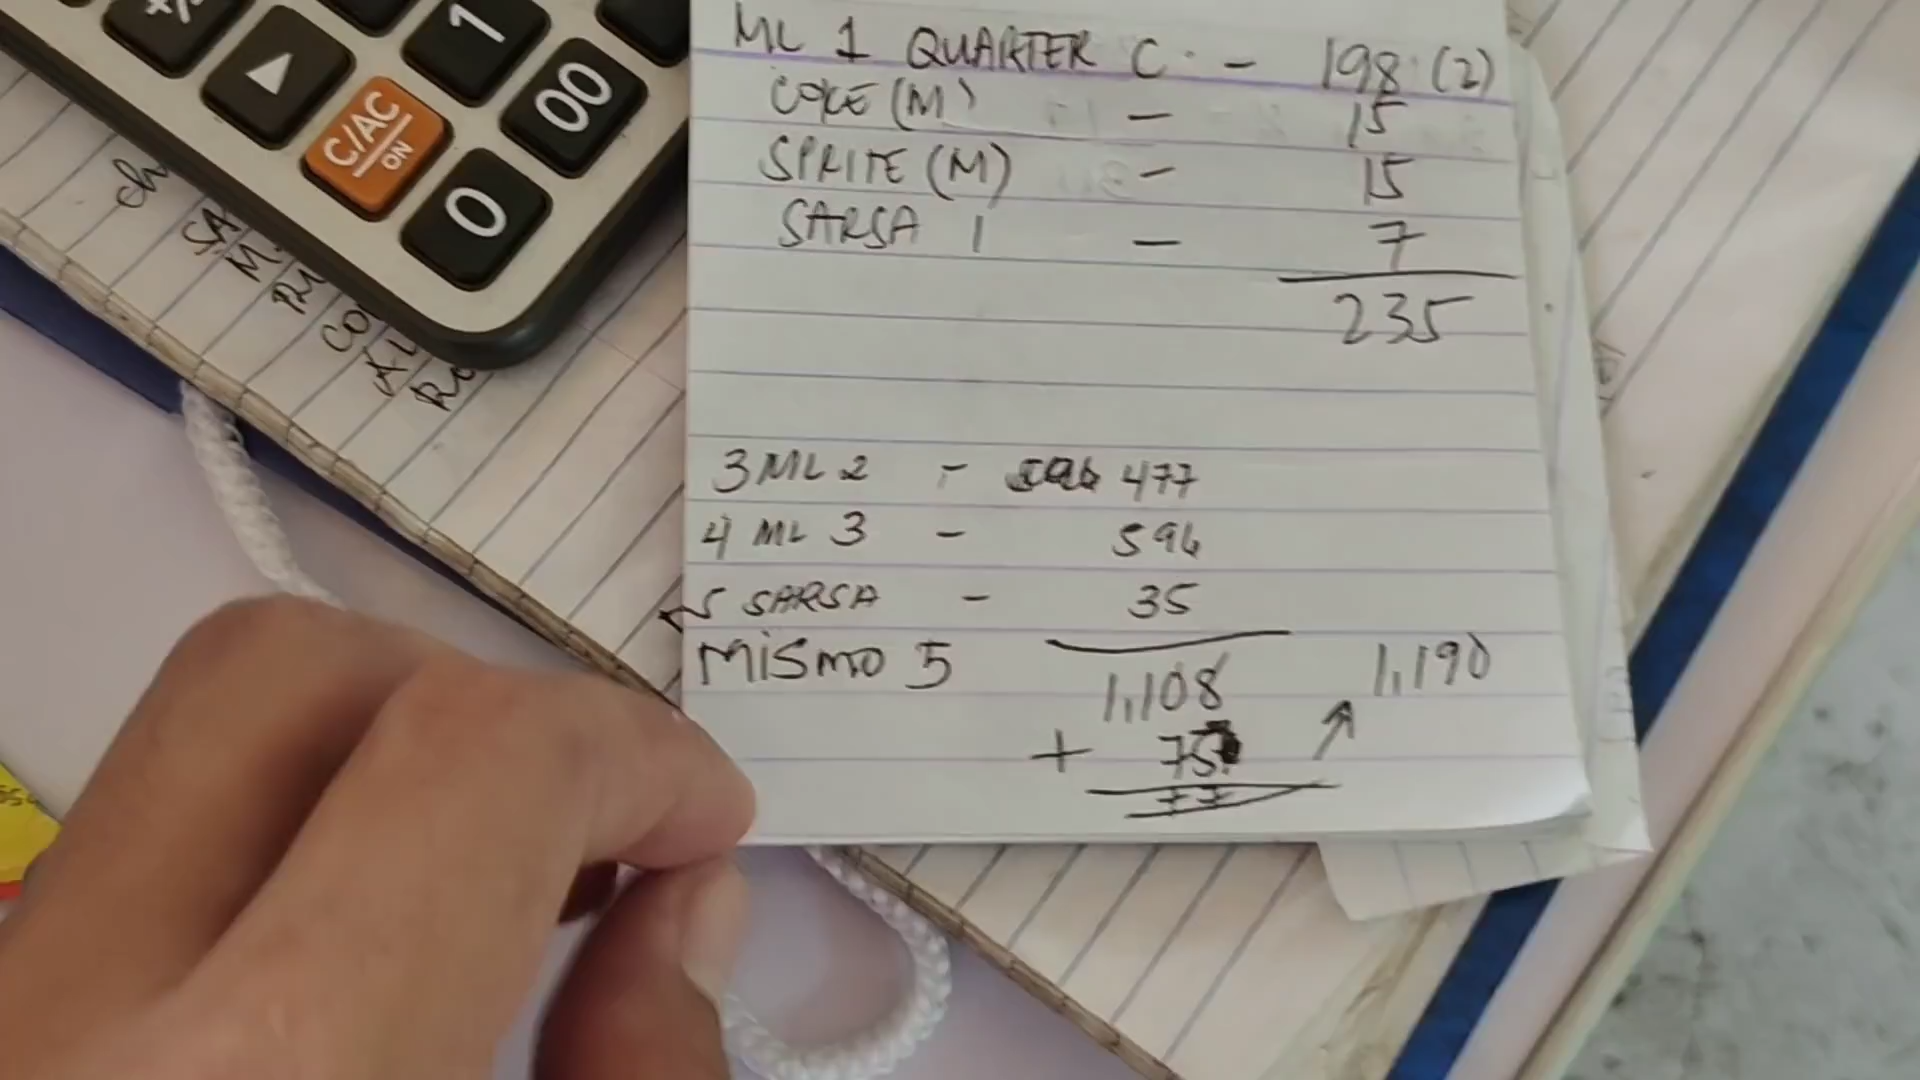 +/-
1
00
C/AC
ON
0
ML 1 QUARTER C. - 198 (2)
COKE (M) - 15
SPRITE (M) - 15
SARSA 1 - 7
235
3 ML 2 - 477
4 ML 3 - 596
5 SARSA - 35
MISMO 5 1,108 1,190
+ 75
77